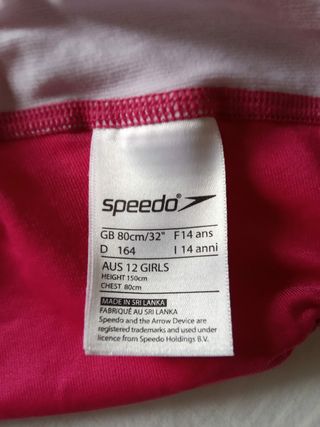 speedo
GB 80cm/32" F 14 ans
D 164 I 14 anni
AUS 12 GIRLS
HEIGHT 150cm
CHEST 80cm
MADE IN SRI LANKA
FABRIQUÉ AU SRI LANKA
Speedo and the Arrow Device are
registered trademarks and used under
licence from Speedo Holdings B.V.